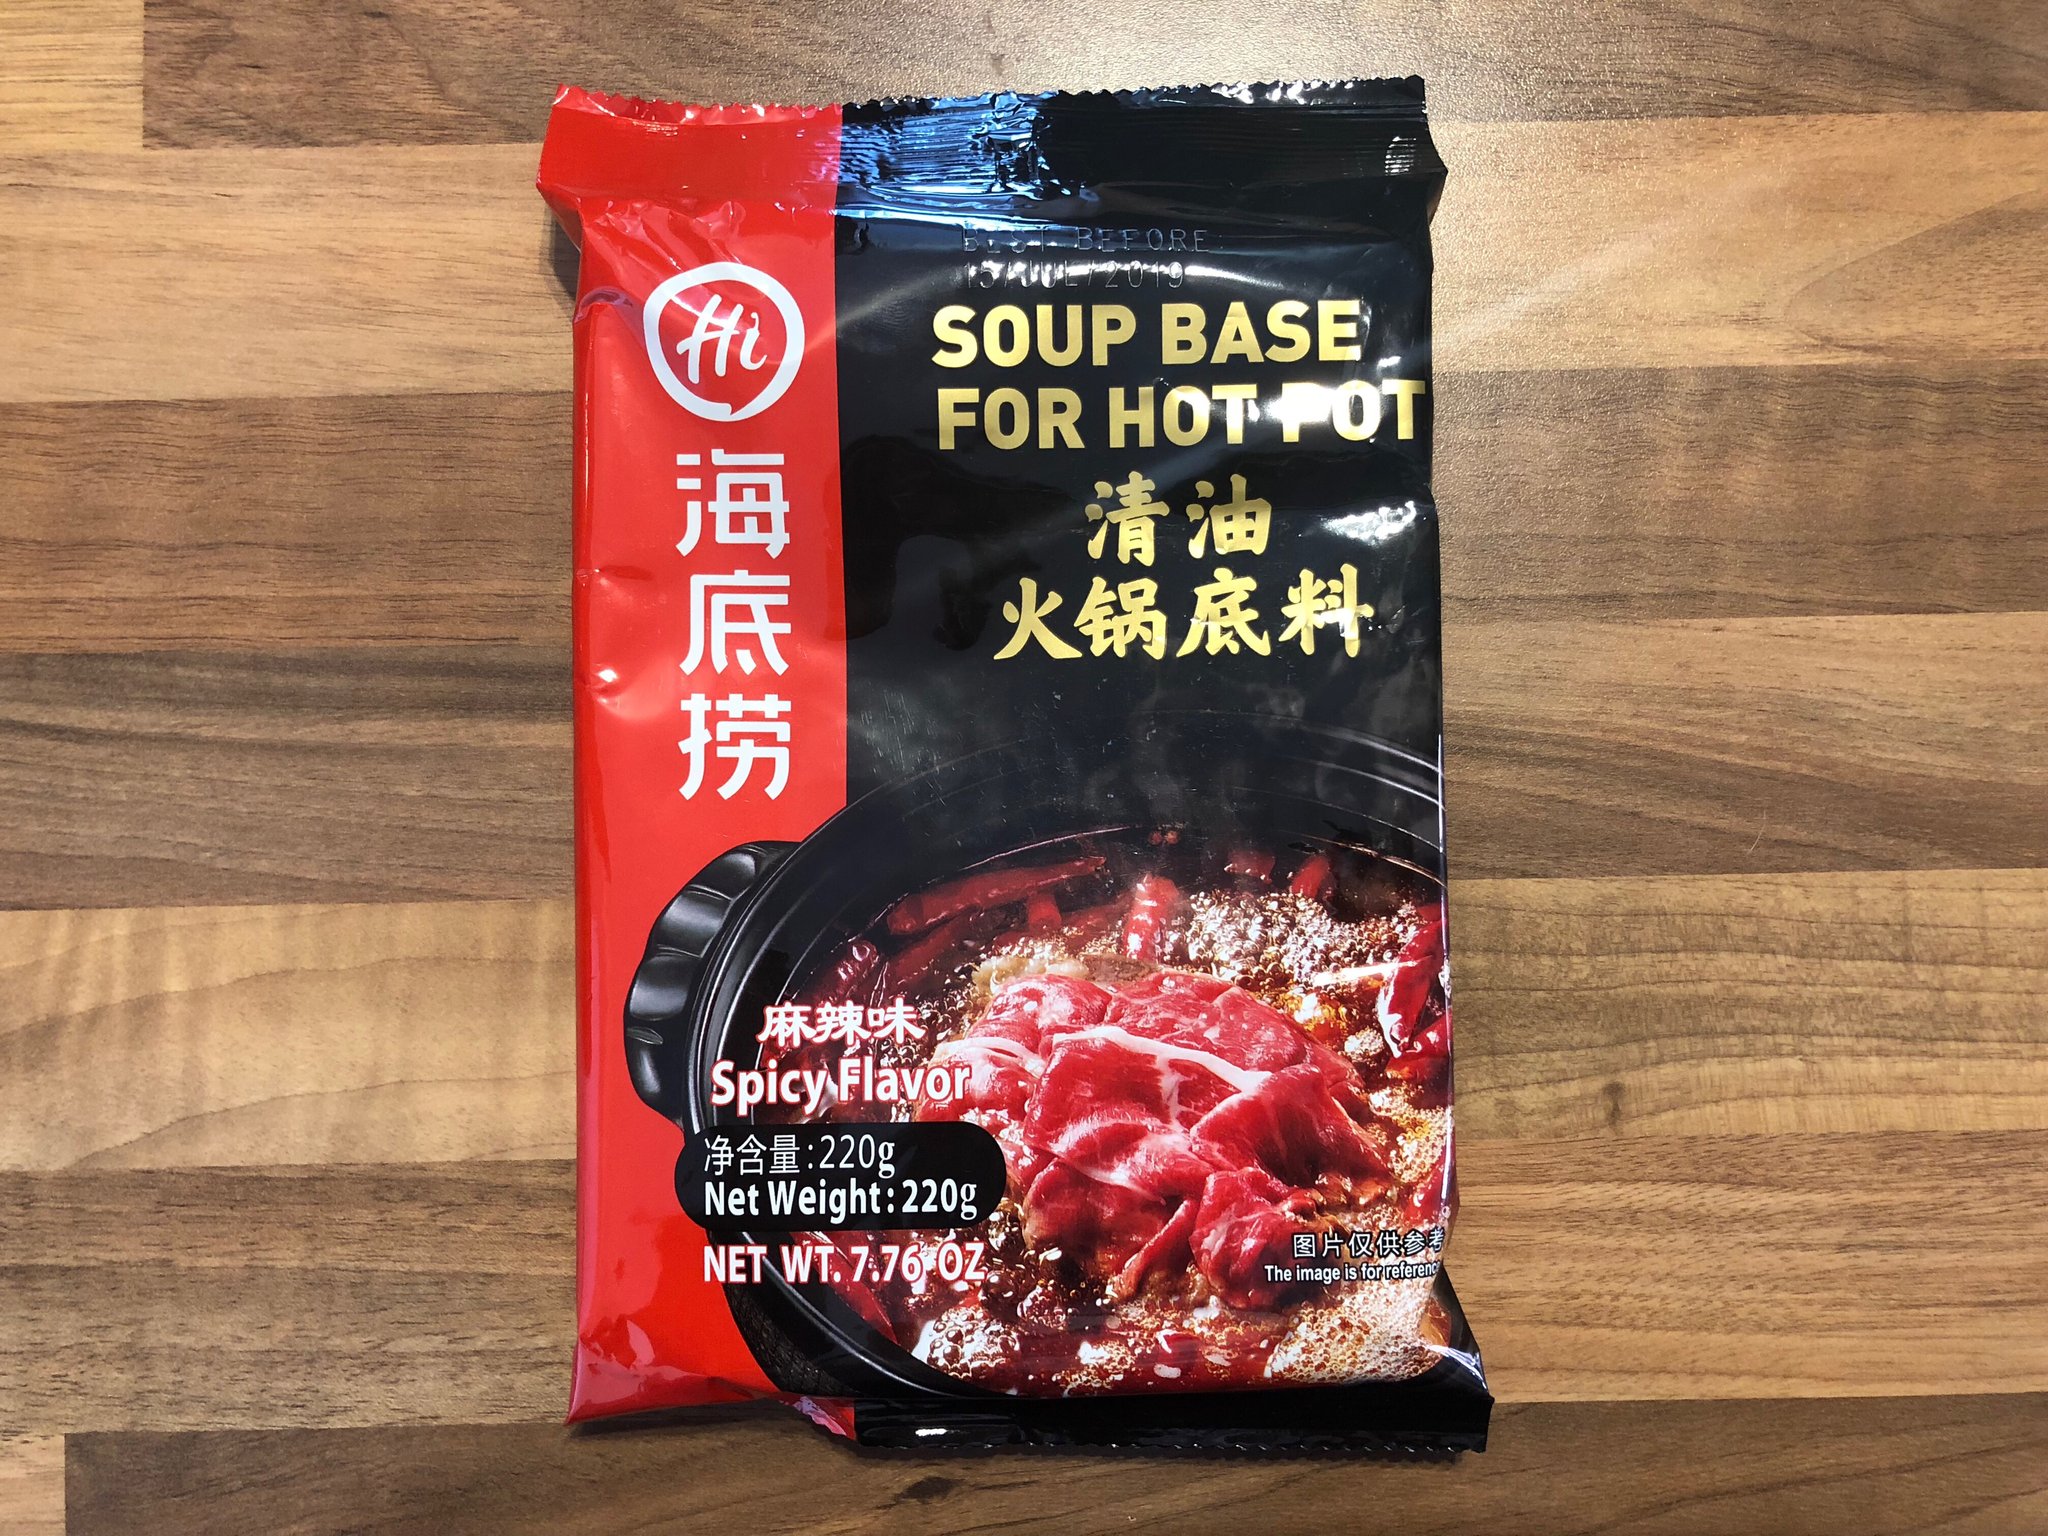 Hi
海底捞
BEST BEFORE:
15/JUL/2019
SOUP BASE
FOR HOT POT
清油
火锅底料
麻辣味
Spicy Flavor
净含量:220g
Net Weight:220g
NET WT. 7.76 OZ.
图片仅供参考
The image is for reference